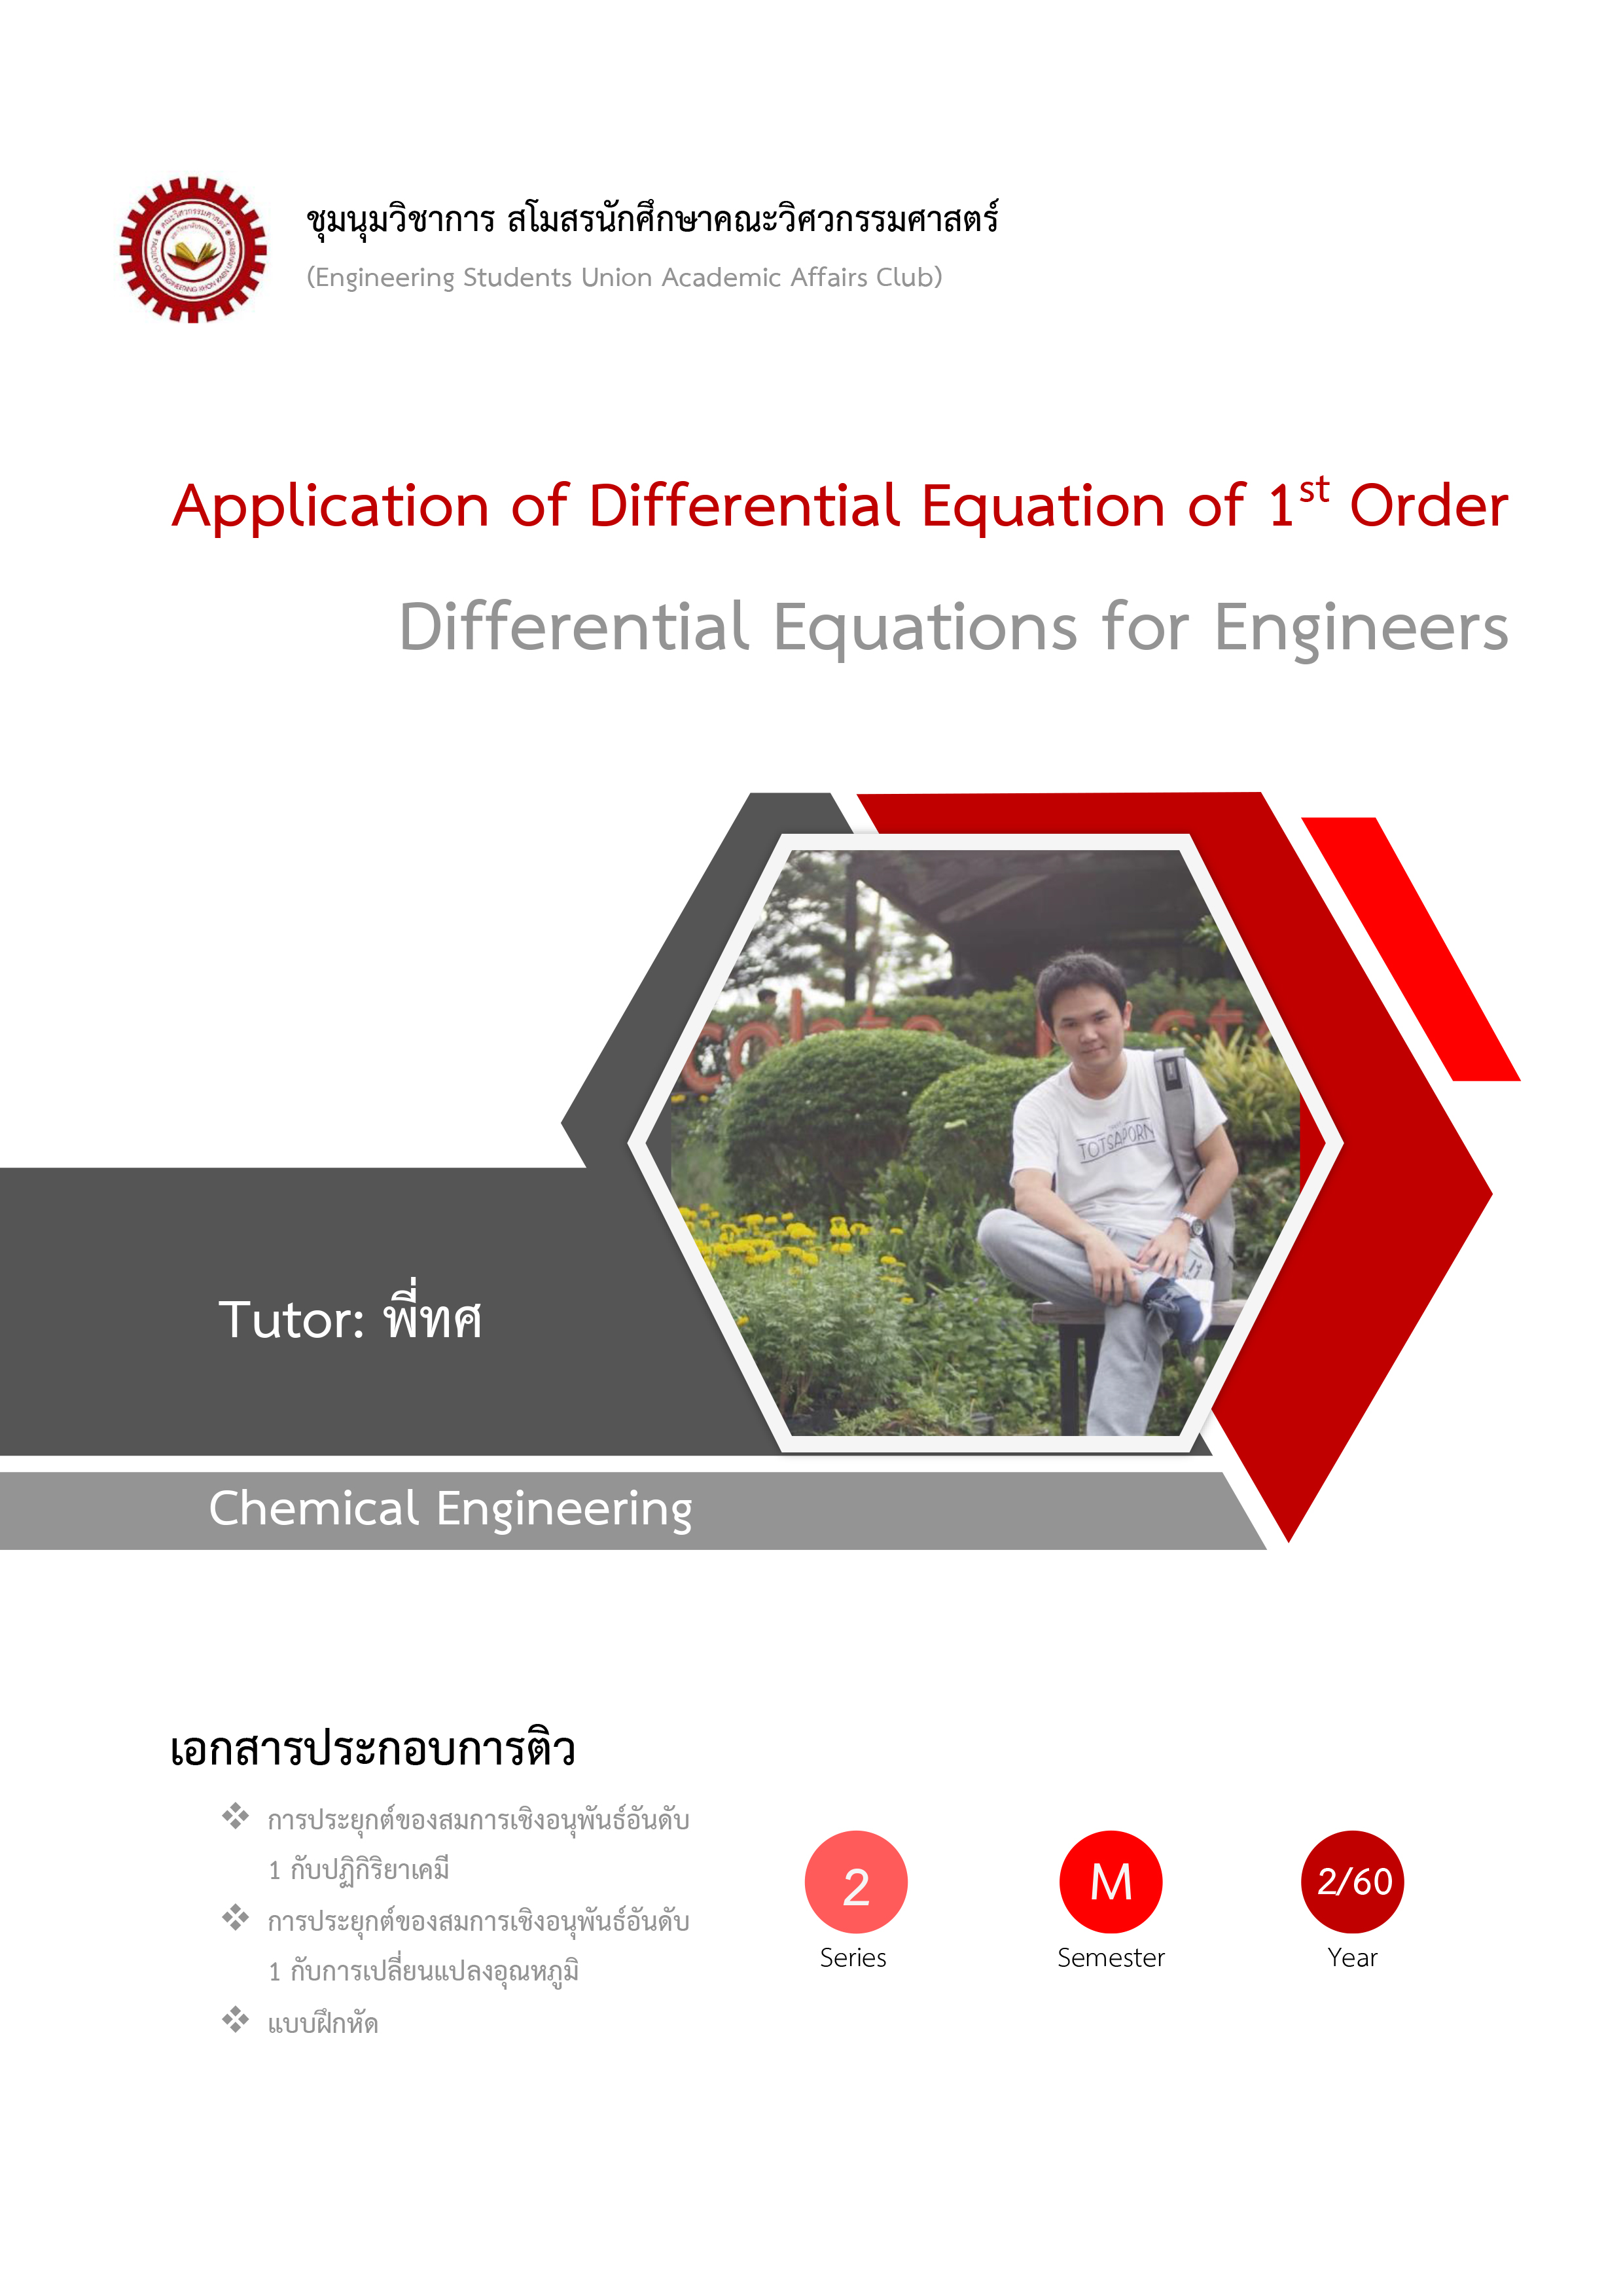 ชุมนุมวิชาการ สโมสรนักศึกษาคณะวิศวกรรมศาสตร์
(Engineering Students Union Academic Affairs Club)
Application of Differential Equation of 1st Order
Differential Equations for Engineers
TOTSAPORN
Tutor: พี่ทศ
Chemical Engineering
เอกสารประกอบการติว
❖ การประยุกต์ของสมการเชิงอนุพันธ์อันดับ
1 กับปฏิกิริยาเคมี
❖ การประยุกต์ของสมการเชิงอนุพันธ์อันดับ
1 กับการเปลี่ยนแปลงอุณหภูมิ
❖ แบบฝึกหัด
2 M 2/60
Series Semester Year